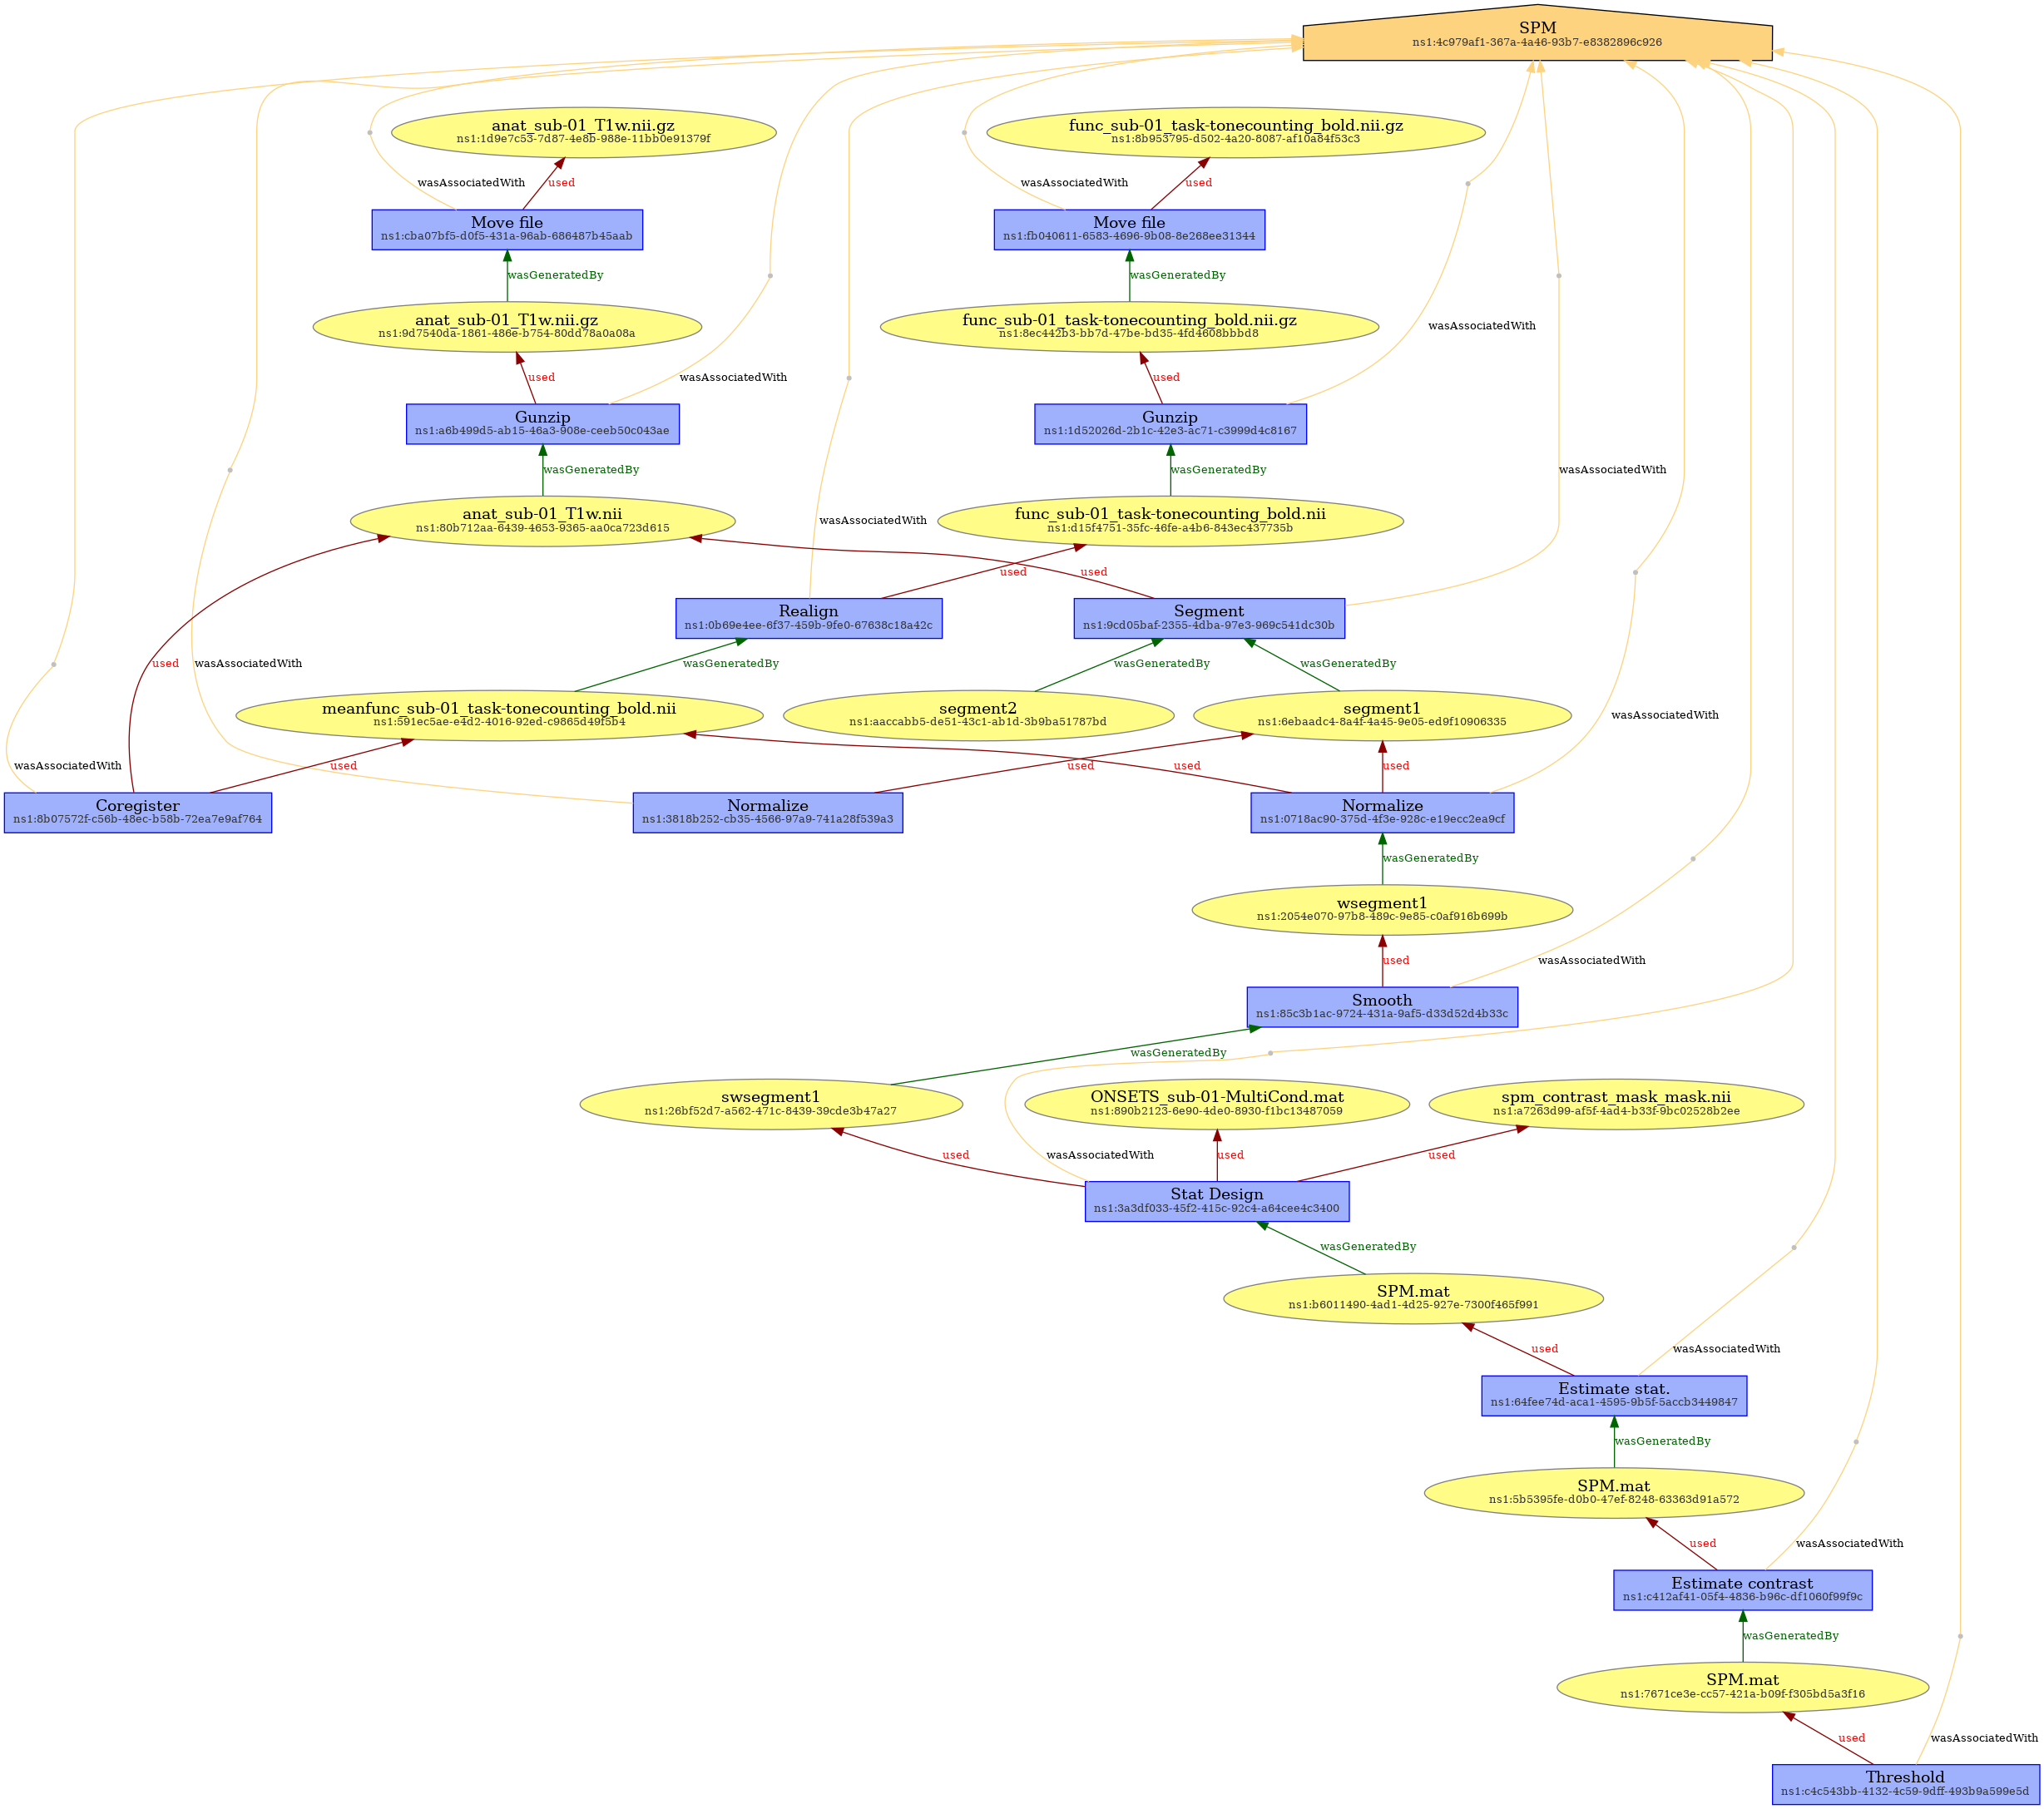 SPM
ns1:4c979af1-367a-4a46-93b7-e8382896c926
anat_sub-01_T1w.nii.gz
ns1:1d9e7c53-7d87-4e8b-988e-11bb0e91379f
func_sub-01_task-tonecounting_bold.nii.gz
ns1:8b953795-d502-4a20-8087-af10a84f53c3
wasAssociatedWith
used
wasAssociatedWith
used
Move file
ns1:cba07bf5-d0f5-431a-96ab-686487b45aab
Move file
ns1:fb040611-6583-4696-9b08-8e268ee31344
wasGeneratedBy
wasGeneratedBy
anat_sub-01_T1w.nii.gz
ns1:9d7540da-1861-486e-b754-80dd78a0a08a
func_sub-01_task-tonecounting_bold.nii.gz
ns1:8ec442b3-bb7d-47be-bd35-4fd4608bbbd8
wasAssociatedWith
used
wasAssociatedWith
used
Gunzip
ns1:a6b499d5-ab15-46a3-908e-ceeb50c043ae
Gunzip
ns1:1d52026d-2b1c-42e3-ac71-c3999d4c8167
wasGeneratedBy
wasGeneratedBy
wasAssociatedWith
anat_sub-01_T1w.nii
ns1:80b712aa-6439-4653-9365-aa0ca723d615
wasAssociatedWith
func_sub-01_task-tonecounting_bold.nii
ns1:d15f4751-35fc-46fe-a4b6-843ec437735b
used
used
Realign
ns1:0b69e4ee-6f37-459b-9fe0-67638c18a42c
Segment
ns1:9cd05baf-2355-4dba-97e3-969c541dc30b
used
wasAssociatedWith
wasGeneratedBy
wasGeneratedBy
wasGeneratedBy
meanfunc_sub-01_task-tonecounting_bold.nii
ns1:591ec5ae-e4d2-4016-92ed-c9865d49f5b4
segment2
ns1:aaccabb5-de51-43c1-ab1d-3b9ba51787bd
segment1
ns1:6ebaadc4-8a4f-4a45-9e05-ed9f10906335
wasAssociatedWith
wasAssociatedWith
used
used
used
used
Coregister
ns1:8b07572f-c56b-48ec-b58b-72ea7e9af764
Normalize
ns1:3818b252-cb35-4566-97a9-741a28f539a3
Normalize
ns1:0718ac90-375d-4f3e-928c-e19ecc2ea9cf
wasGeneratedBy
wsegment1
ns1:2054e070-97b8-489c-9e85-c0af916b699b
used
wasAssociatedWith
Smooth
ns1:85c3b1ac-9724-431a-9af5-d33d52d4b33c
wasGeneratedBy
swsegment1
ns1:26bf52d7-a562-471c-8439-39cde3b47a27
ONSETS_sub-01-MultiCond.mat
ns1:890b2123-6e90-4de0-8930-f1bc13487059
spm_contrast_mask_mask.nii
ns1:a7263d99-af5f-4ad4-b33f-9bc02528b2ee
used
wasAssociatedWith
used
used
Stat Design
ns1:3a3df033-45f2-415c-92c4-a64cee4c3400
wasGeneratedBy
SPM.mat
ns1:b6011490-4ad1-4d25-927e-7300f465f991
used
wasAssociatedWith
Estimate stat.
ns1:64fee74d-aca1-4595-9b5f-5accb3449847
wasGeneratedBy
SPM.mat
ns1:5b5395fe-d0b0-47ef-8248-63363d91a572
used
wasAssociatedWith
Estimate contrast
ns1:c412af41-05f4-4836-b96c-df1060f99f9c
wasGeneratedBy
SPM.mat
ns1:7671ce3e-cc57-421a-b09f-f305bd5a3f16
used
wasAssociatedWith
Threshold
ns1:c4c543bb-4132-4c59-9dff-493b9a599e5d